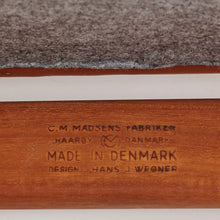 C.M. MADSENS FABRIKER
HAARBY DANMARK
MADE IN DENMARK
DESIGN: HANS J. WEGNER